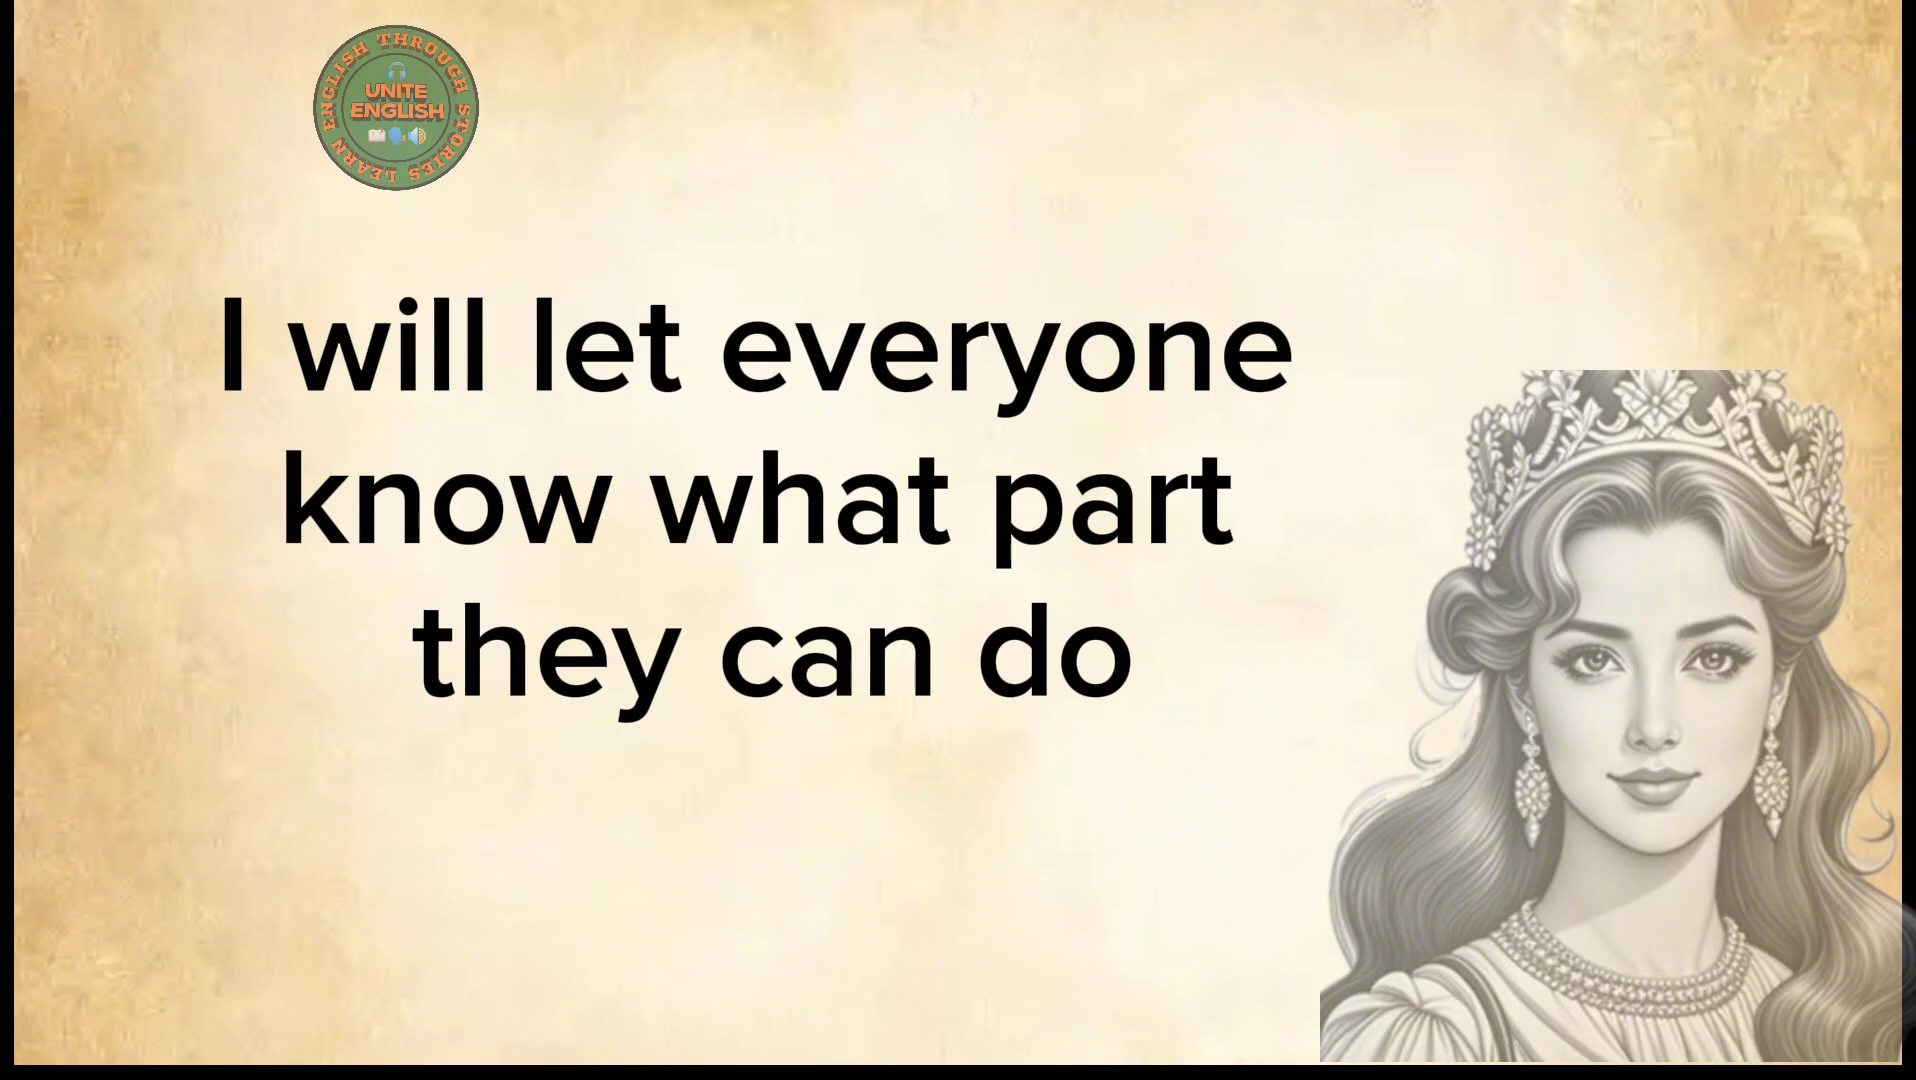 LEARN ENGLISH THROUGH STORIES
UNITE
ENGLISH
I will let everyone
know what part
they can do